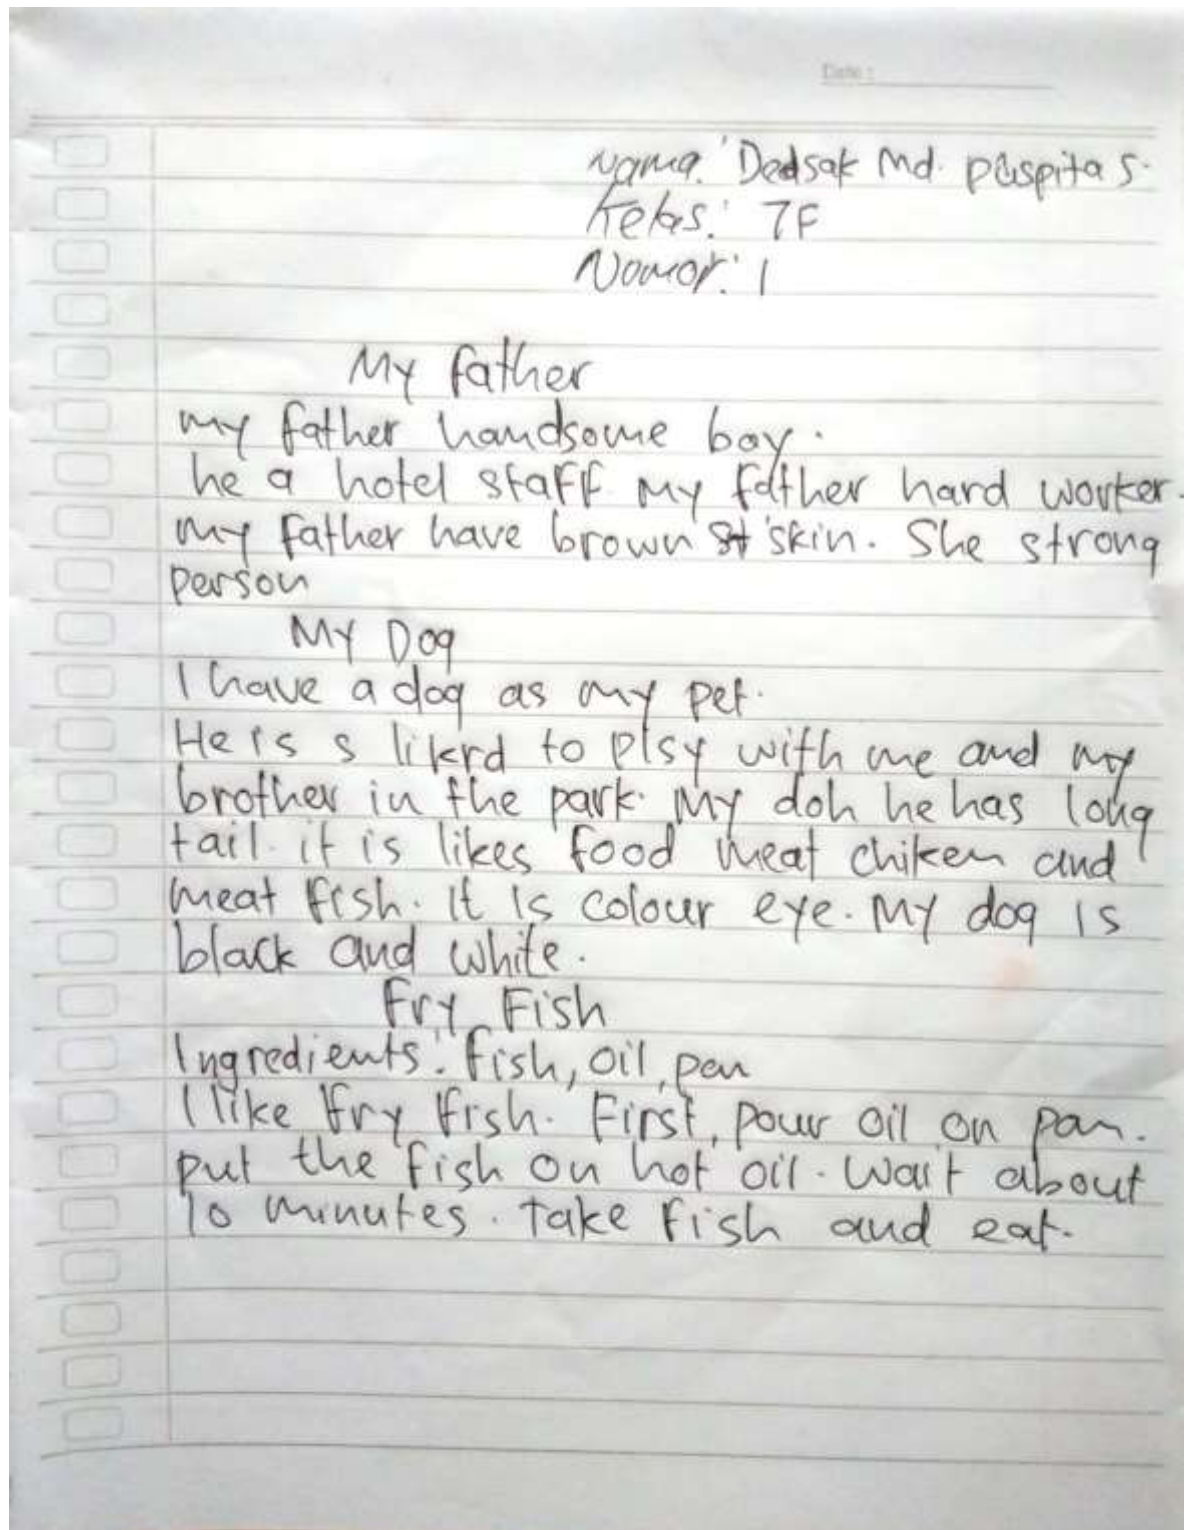 Date :
Nama: Dedsak Md. Puspita S.
Kelas: 7F
Nomor: 1
My father
my father handsome boy.
he a hotel staff. My father hard worker.
my father have brown st skin. She strong
person
My Dog
I have a dog as my pet.
He is s likrd to plsy with me and my
brother in the park. My doh he has long
tail. it is likes food meat chiken and
meat fish. It is colour eye. My dog is
black and white.
Fry Fish
Ingredients: fish, oil, pan
I like fry fish. First, pour oil on pan.
put the fish on hot oil. Wait about
10 minutes. take fish and eat.